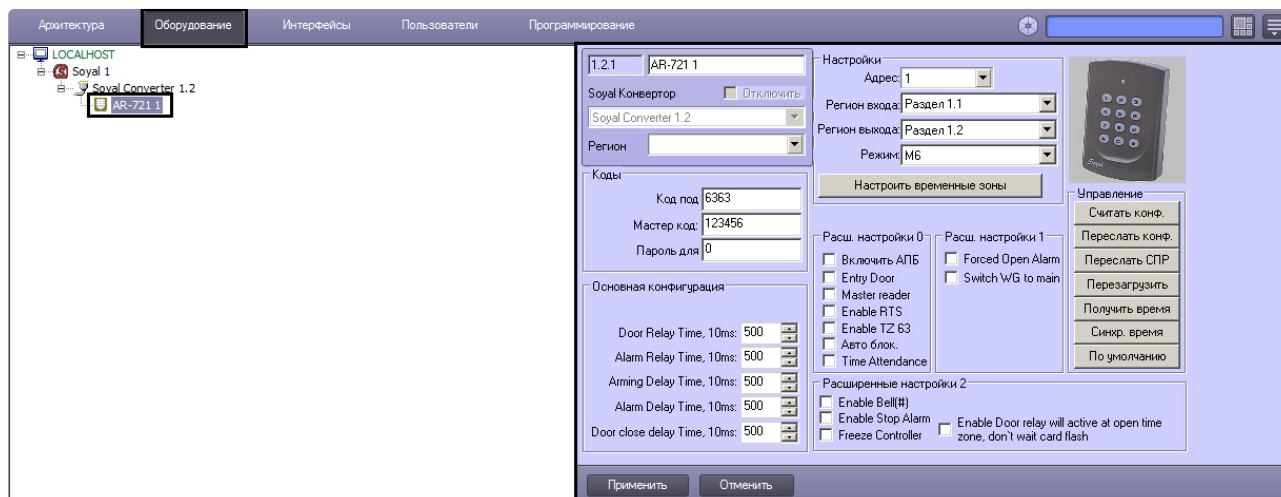 Архитектура Оборудование Интерфейсы Пользователи Программирование
LOCALHOST
Soyal 1
Soyal Converter 1.2
AR-721 1
1.2.1 AR-721 1
Soyal Конвертор Отключить
Soyal Converter 1.2
Регион
Коды
Код под 6363
Мастер код: 123456
Пароль для 0
Основная конфигурация
Door Relay Time, 10ms: 500
Alarm Relay Time, 10ms: 500
Arming Delay Time, 10ms: 500
Alarm Delay Time, 10ms: 500
Door close delay Time, 10ms: 500
Настройки
Адрес: 1
Регион входа: Раздел 1.1
Регион выхода: Раздел 1.2
Режим: M6
Настроить временные зоны
Расш. настройки 0
Включить АПБ
Entry Door
Master reader
Enable RTS
Enable TZ 63
Авто блок.
Time Attendance
Расш. настройки 1
Forced Open Alarm
Switch WG to main
Soyal
Управление
Считать конф.
Переслать конф.
Переслать СПР
Перезагрузить
Получить время
Синхр. время
По умолчанию
Расширенные настройки 2
Enable Bell(#)
Enable Stop Alarm
Freeze Controller
Enable Door relay will active at open time
zone, don`t wait card flash
Применить Отменить